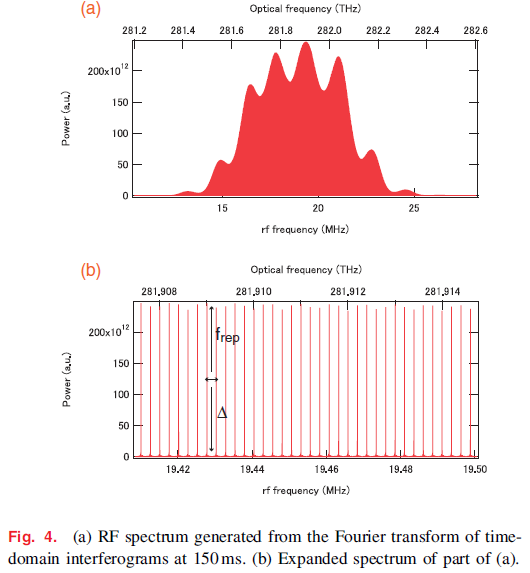 (a)
Optical frequency (THz)
281.2 281.4 281.6 281.8 282.0 282.2 282.4 282.6
Power (a.u.)
200x10¹²
150
100
50
0
15 20 25
rf frequency (MHz)
(b)
Optical frequency (THz)
281.908 281.910 281.912 281.914
Power (a.u.)
200x10¹²
150
100
50
0
frep
Δ
19.42 19.44 19.46 19.48 19.50
rf frequency (MHz)
Fig. 4. (a) RF spectrum generated from the Fourier transform of time-
domain interferograms at 150 ms. (b) Expanded spectrum of part of (a).